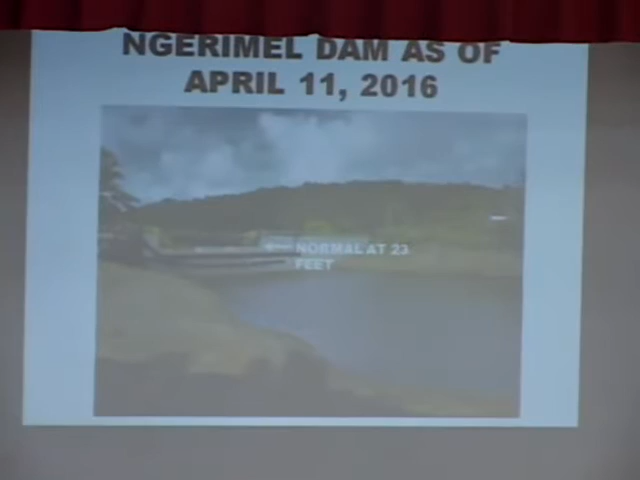 NGERIMEL DAM AS OF
APRIL 11, 2016
NORMAL AT 23
FEET